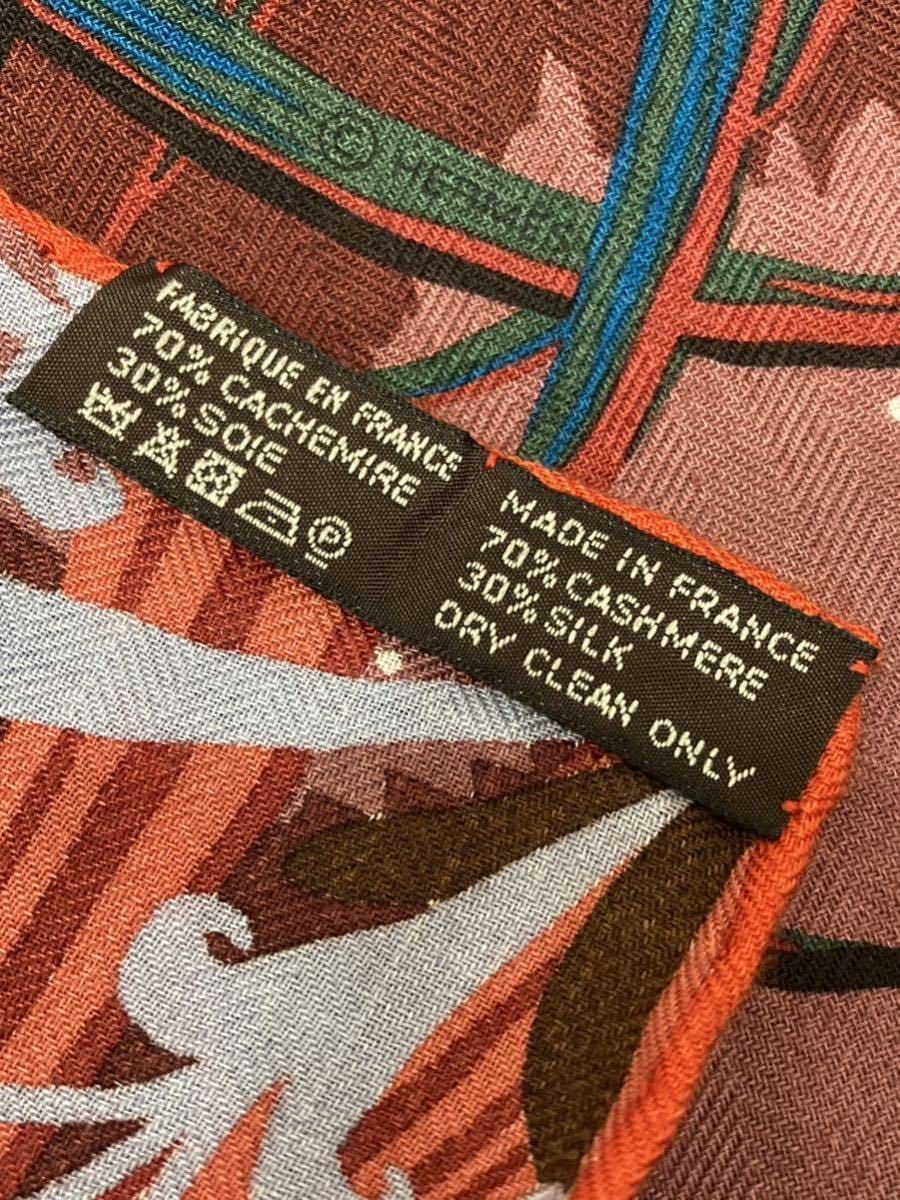 © HERMES
FABRIQUE EN FRANCE
70% CACHEMIRE
30% SOIE
P
MADE IN FRANCE
70% CASHMERE
30% SILK
DRY CLEAN ONLY